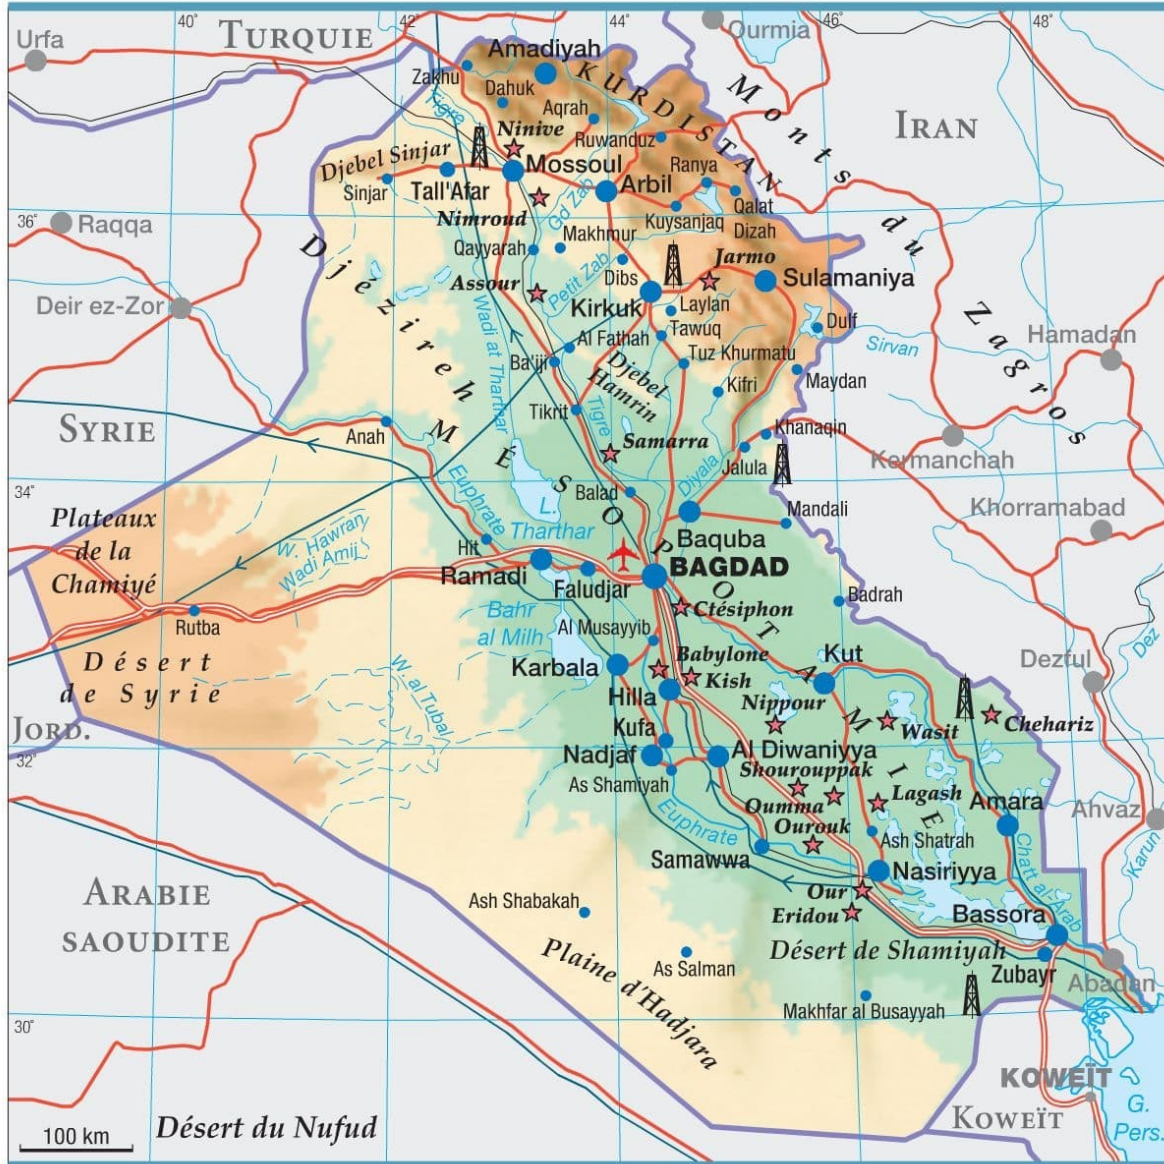 40°
42°
44°
46°
48°
Urfa
TURQUIE
Ourmia
Amadiyah
Zakhu
KURDISTAN
Dahuk
Monts du Zagros
Aqrah
Tigre
Ninive
Ruwanduz
IRAN
Djebel Sinjar
Mossoul
Ranya
Sinjar
Tall'Afar
Arbil
Gd Zab
Qalat
Dizah
Nimroud
Kuysanjaq
36°
Raqqa
Makhmur
Qayyarah
Djézireh
Jarmo
Petit Zab
Dibs
Sulamaniya
Assour
Deir ez-Zor
Kirkuk
Laylan
Wadi at Tharthar
Tawuq
Dulf
Al Fathah
Hamadan
Sirvan
Ba'iji
Djebel
Hamrin
Tuz Khurmatu
Maydan
Kifri
Tikrit
Tigre
SYRIE
Anah
MÉSOPOTAMIE
Samarra
Khanaqin
Kermanchah
Jalula
Diyala
34°
Euphrate
Balad
Mandali
Khorramabad
Plateaux
de la
Chamiyé
L.
Tharthar
W. Hawran
Wadi Amij
Hit
Baquba
Ramadi
BAGDAD
Faludjar
Badrah
Rutba
Bahr
al Milh
Ctésiphon
Al Musayyib
Dez
Désert
de Syrie
W. al Tubal
Karbala
Babylone
Kish
Kut
Dezful
Hilla
Nippour
JORD.
Kufa
Wasit
Chehariz
Nadjaf
Al Diwaniyya
32°
As Shamiyah
Shourouppak
Lagash
Oumma
Amara
Ahvaz
Euphrate
Ourouk
Ash Shatrah
Karun
Samawwa
Nasiriyya
Chatt al-Arab
ARABIE
SAOUDITE
Our
Ash Shabakah
Eridou
Bassora
Désert de Shamiyah
Plaine d'Hadjara
As Salman
Zubayr
Abadan
Makhfar al Busayyah
30°
KOWEÏT
KOWEÏT
G.
Pers.
100 km
Désert du Nufud